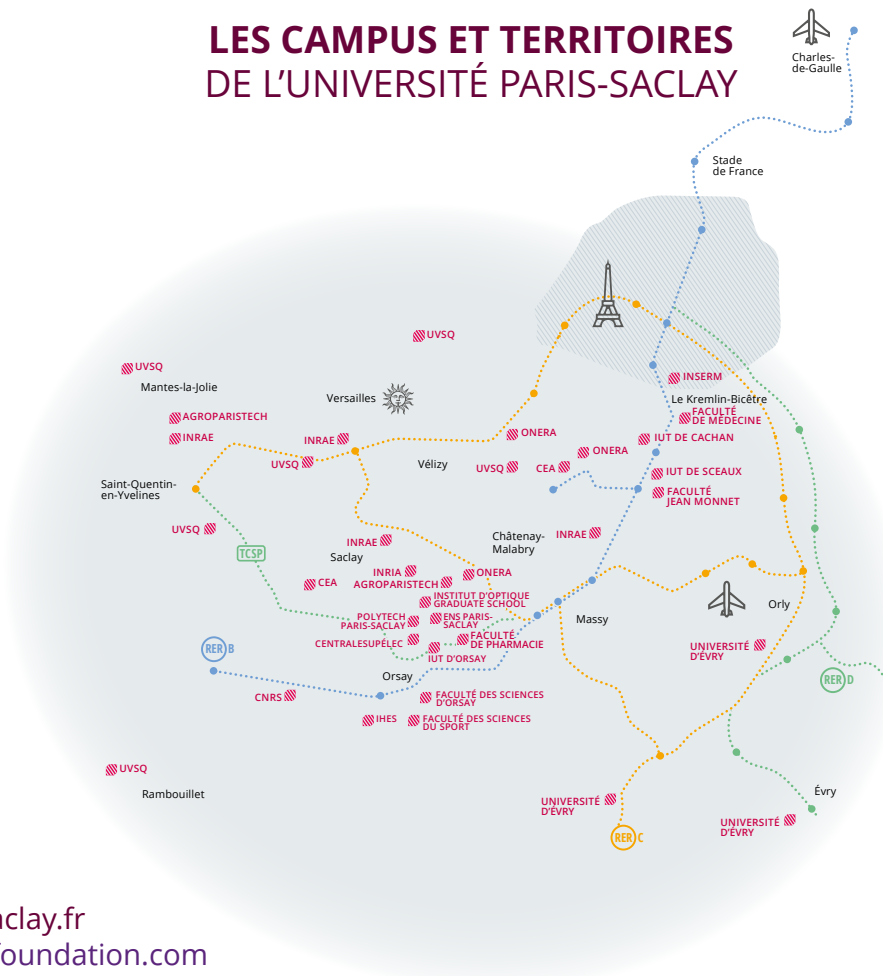 LES CAMPUS ET TERRITOIRES
DE L'UNIVERSITÉ PARIS-SACLAY
Charles-
de-Gaulle
Stade
de France
UVSQ
UVSQ
Mantes-la-Jolie
INSERM
Versailles
Le Kremlin-Bicêtre
AGROPARISTECH
FACULTÉ
DE MÉDECINE
INRAE
INRAE
ONERA
IUT DE CACHAN
ONERA
UVSQ
Vélizy
UVSQ
CEA
IUT DE SCEAUX
Saint-Quentin-
en-Yvelines
FACULTÉ
JEAN MONNET
UVSQ
TCSP
INRAE
Saclay
Châtenay-
Malabry
INRAE
INRIA
ONERA
CEA
AGROPARISTECH
INSTITUT D'OPTIQUE
GRADUATE SCHOOL
Orly
POLYTECH
PARIS-SACLAY
ENS PARIS-
SACLAY
Massy
CENTRALESUPÉLEC
FACULTÉ
DE PHARMACIE
IUT D'ORSAY
UNIVERSITÉ
D'ÉVRY
RER B
Orsay
RER D
CNRS
FACULTÉ DES SCIENCES
D'ORSAY
IHES
FACULTÉ DES SCIENCES
DU SPORT
UVSQ
Rambouillet
Évry
UNIVERSITÉ
D'ÉVRY
UNIVERSITÉ
D'ÉVRY
RER C
aclay.fr
foundation.com